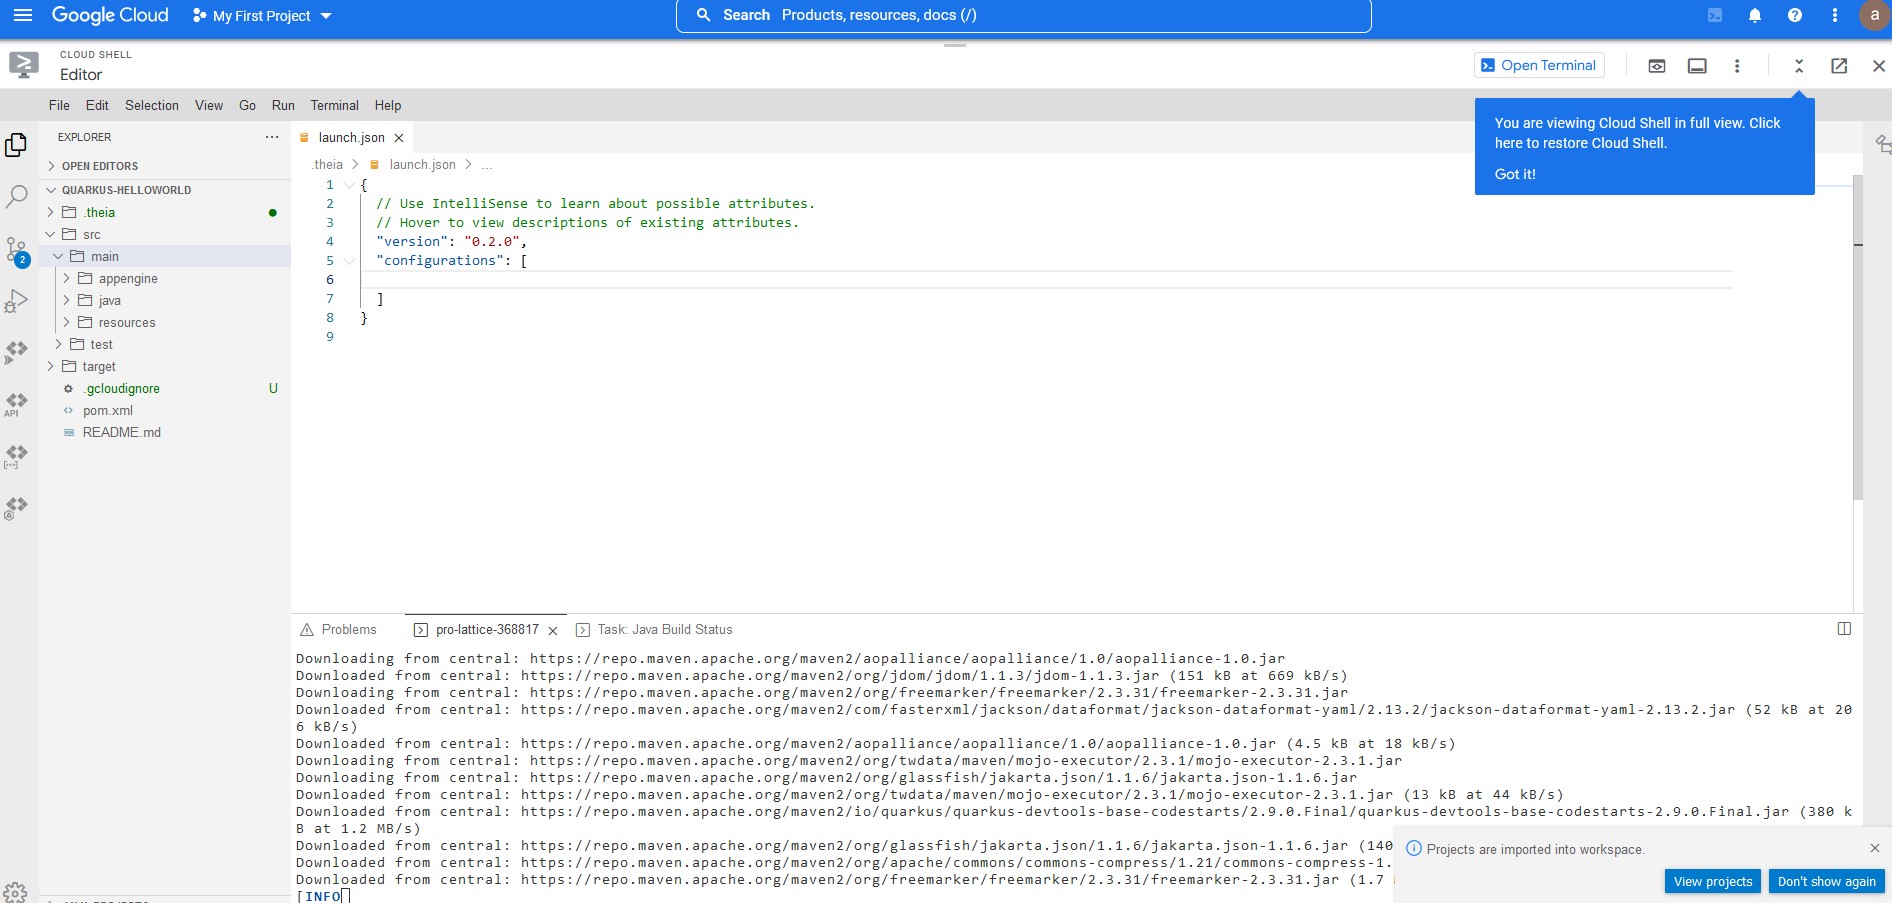 Google Cloud My First Project Search Products, resources, docs (/) a
CLOUD SHELL
Editor
Open Terminal
File Edit Selection View Go Run Terminal Help
You are viewing Cloud Shell in full view. Click
here to restore Cloud Shell.
Got it!
EXPLORER
OPEN EDITORS
QUARKUS-HELLOWORLD
.theia
src
main
appengine
java
resources
test
target
.gcloudignore U
pom.xml
README.md
2
API
launch.json
.theia > launch.json > ...
1 {
2 // Use IntelliSense to learn about possible attributes.
3 // Hover to view descriptions of existing attributes.
4 "version": "0.2.0",
5 "configurations": [
6
7 ]
8 }
9
Problems pro-lattice-368817 Task: Java Build Status
Downloading from central: https://repo.maven.apache.org/maven2/aopalliance/aopalliance/1.0/aopalliance-1.0.jar
Downloaded from central: https://repo.maven.apache.org/maven2/org/jdom/jdom/1.1.3/jdom-1.1.3.jar (151 kB at 669 kB/s)
Downloading from central: https://repo.maven.apache.org/maven2/org/freemarker/freemarker/2.3.31/freemarker-2.3.31.jar
Downloaded from central: https://repo.maven.apache.org/maven2/com/fasterxml/jackson/dataformat/jackson-dataformat-yaml/2.13.2/jackson-dataformat-yaml-2.13.2.jar (52 kB at 20
6 kB/s)
Downloaded from central: https://repo.maven.apache.org/maven2/aopalliance/aopalliance/1.0/aopalliance-1.0.jar (4.5 kB at 18 kB/s)
Downloading from central: https://repo.maven.apache.org/maven2/org/twdata/maven/mojo-executor/2.3.1/mojo-executor-2.3.1.jar
Downloading from central: https://repo.maven.apache.org/maven2/org/glassfish/jakarta.json/1.1.6/jakarta.json-1.1.6.jar
Downloaded from central: https://repo.maven.apache.org/maven2/org/twdata/maven/mojo-executor/2.3.1/mojo-executor-2.3.1.jar (13 kB at 44 kB/s)
Downloaded from central: https://repo.maven.apache.org/maven2/io/quarkus/quarkus-devtools-base-codestarts/2.9.0.Final/quarkus-devtools-base-codestarts-2.9.0.Final.jar (380 k
B at 1.2 MB/s)
Downloaded from central: https://repo.maven.apache.org/maven2/org/glassfish/jakarta.json/1.1.6/jakarta.json-1.1.6.jar (140
Downloaded from central: https://repo.maven.apache.org/maven2/org/apache/commons/commons-compress/1.21/commons-compress-1.
Downloaded from central: https://repo.maven.apache.org/maven2/org/freemarker/freemarker/2.3.31/freemarker-2.3.31.jar (1.7
[INFO
Projects are imported into workspace.
View projects Don't show again